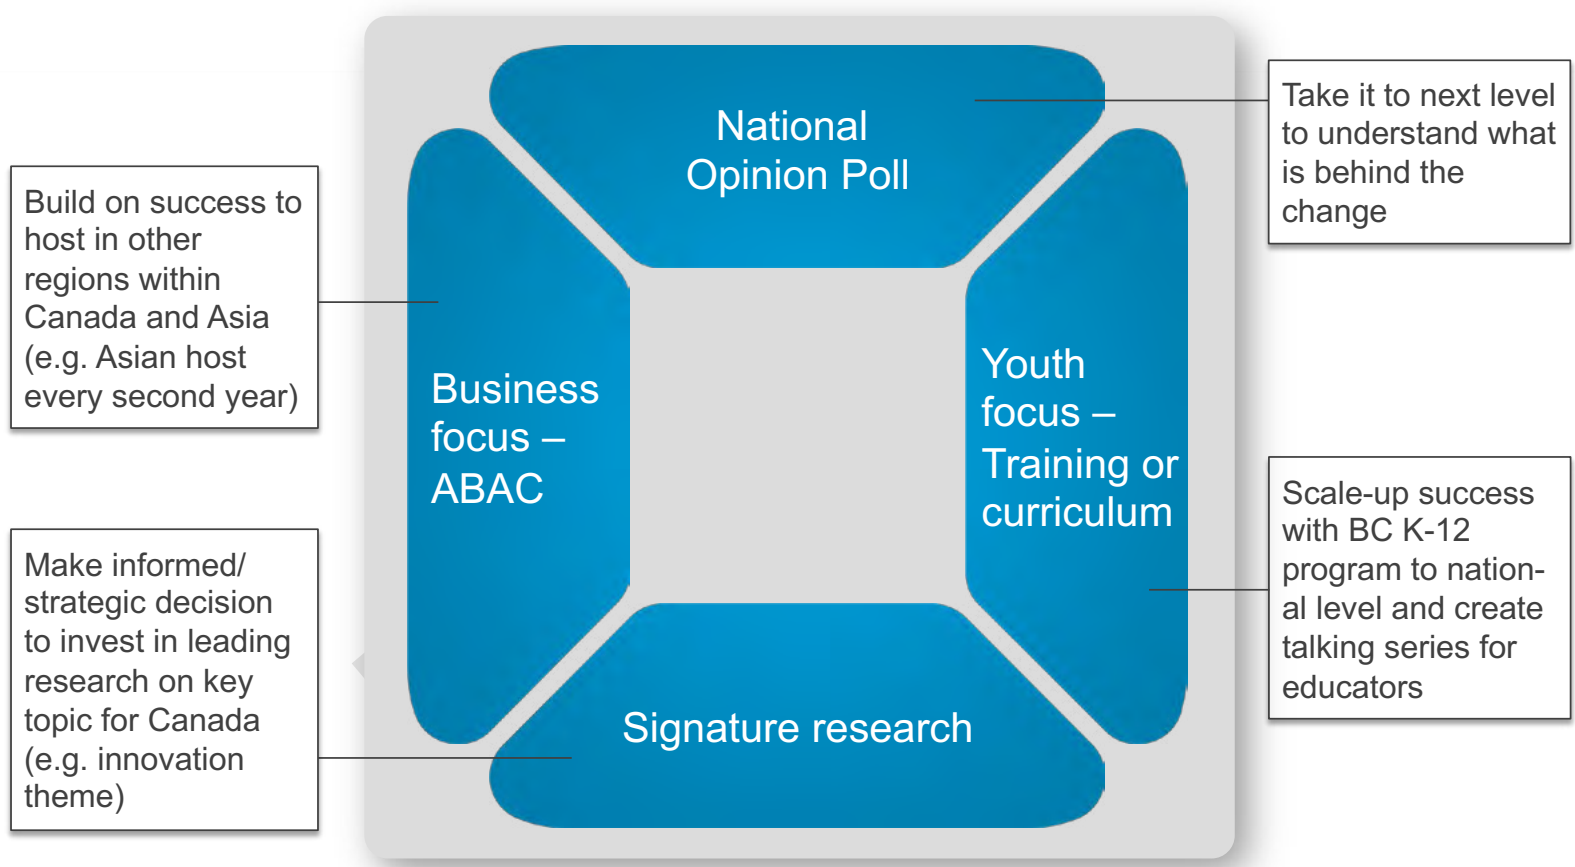 National
Opinion Poll
Take it to next level
to understand what
is behind the
change
Build on success to
host in other
regions within
Canada and Asia
(e.g. Asian host
every second year)
Business
focus –
ABAC
Youth
focus –
Training or
curriculum
Make informed/
strategic decision
to invest in leading
research on key
topic for Canada
(e.g. innovation
theme)
Signature research
Scale-up success
with BC K-12
program to nation-
al level and create
talking series for
educators